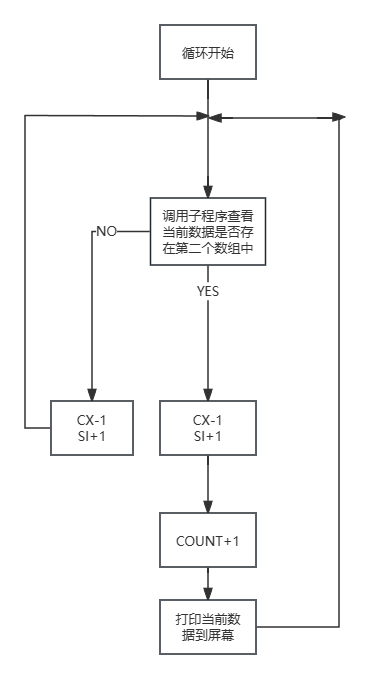 循环开始
调用子程序查看
当前数据是否存
在第二个数组中
NO
YES
CX-1
SI+1
CX-1
SI+1
COUNT+1
打印当前数
据到屏幕